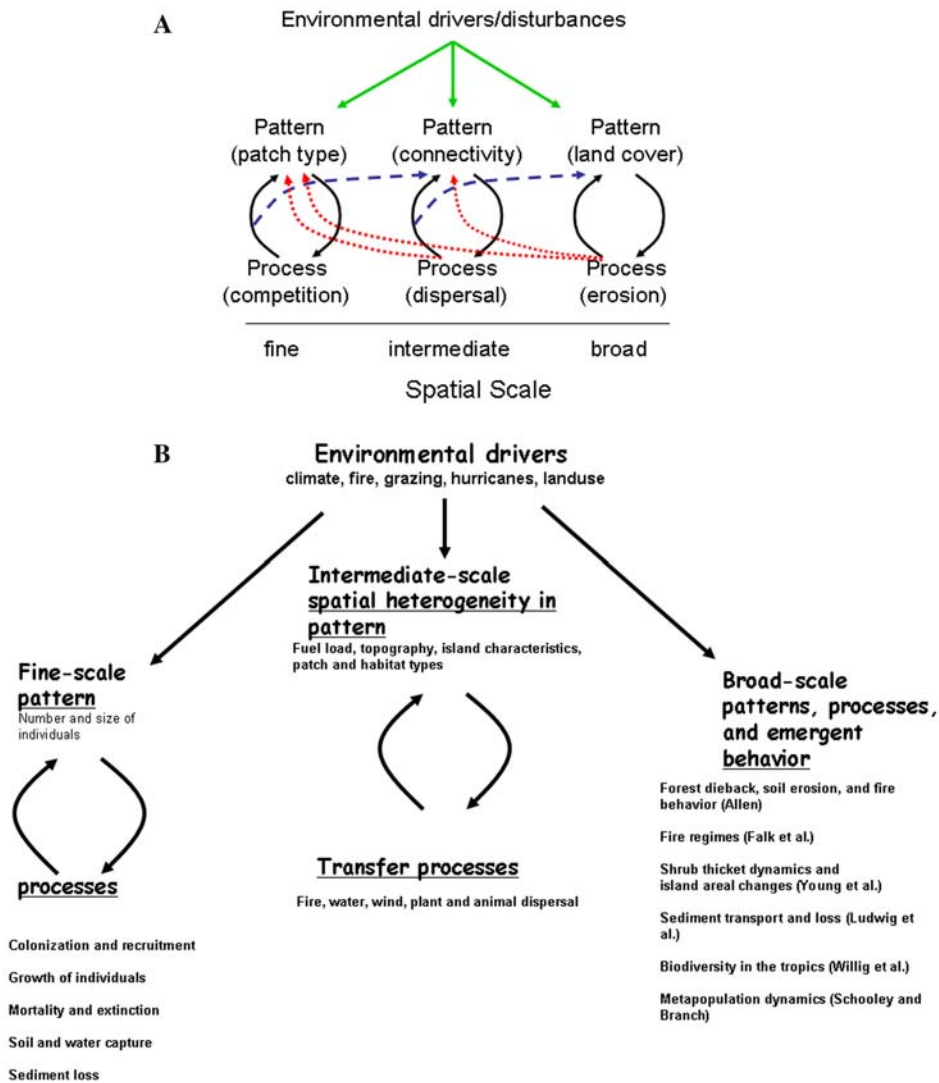 A
Environmental drivers/disturbances
Pattern
(patch type)
Pattern
(connectivity)
Pattern
(land cover)
Process
(competition)
Process
(dispersal)
Process
(erosion)
fine
intermediate
broad
Spatial Scale
B
Environmental drivers
climate, fire, grazing, hurricanes, landuse
Intermediate-scale
spatial heterogeneity in
pattern
Fuel load, topography, island characteristics,
patch and habitat types
Fine-scale
pattern
Number and size of
individuals
processes
Colonization and recruitment
Growth of individuals
Mortality and extinction
Soil and water capture
Sediment loss
Transfer processes
Fire, water, wind, plant and animal dispersal
Broad-scale
patterns, processes,
and emergent
behavior
Forest dieback, soil erosion, and fire
behavior (Allen)
Fire regimes (Falk et al.)
Shrub thicket dynamics and
island areal changes (Young et al.)
Sediment transport and loss (Ludwig et
al.)
Biodiversity in the tropics (Willig et al.)
Metapopulation dynamics (Schooley and
Branch)